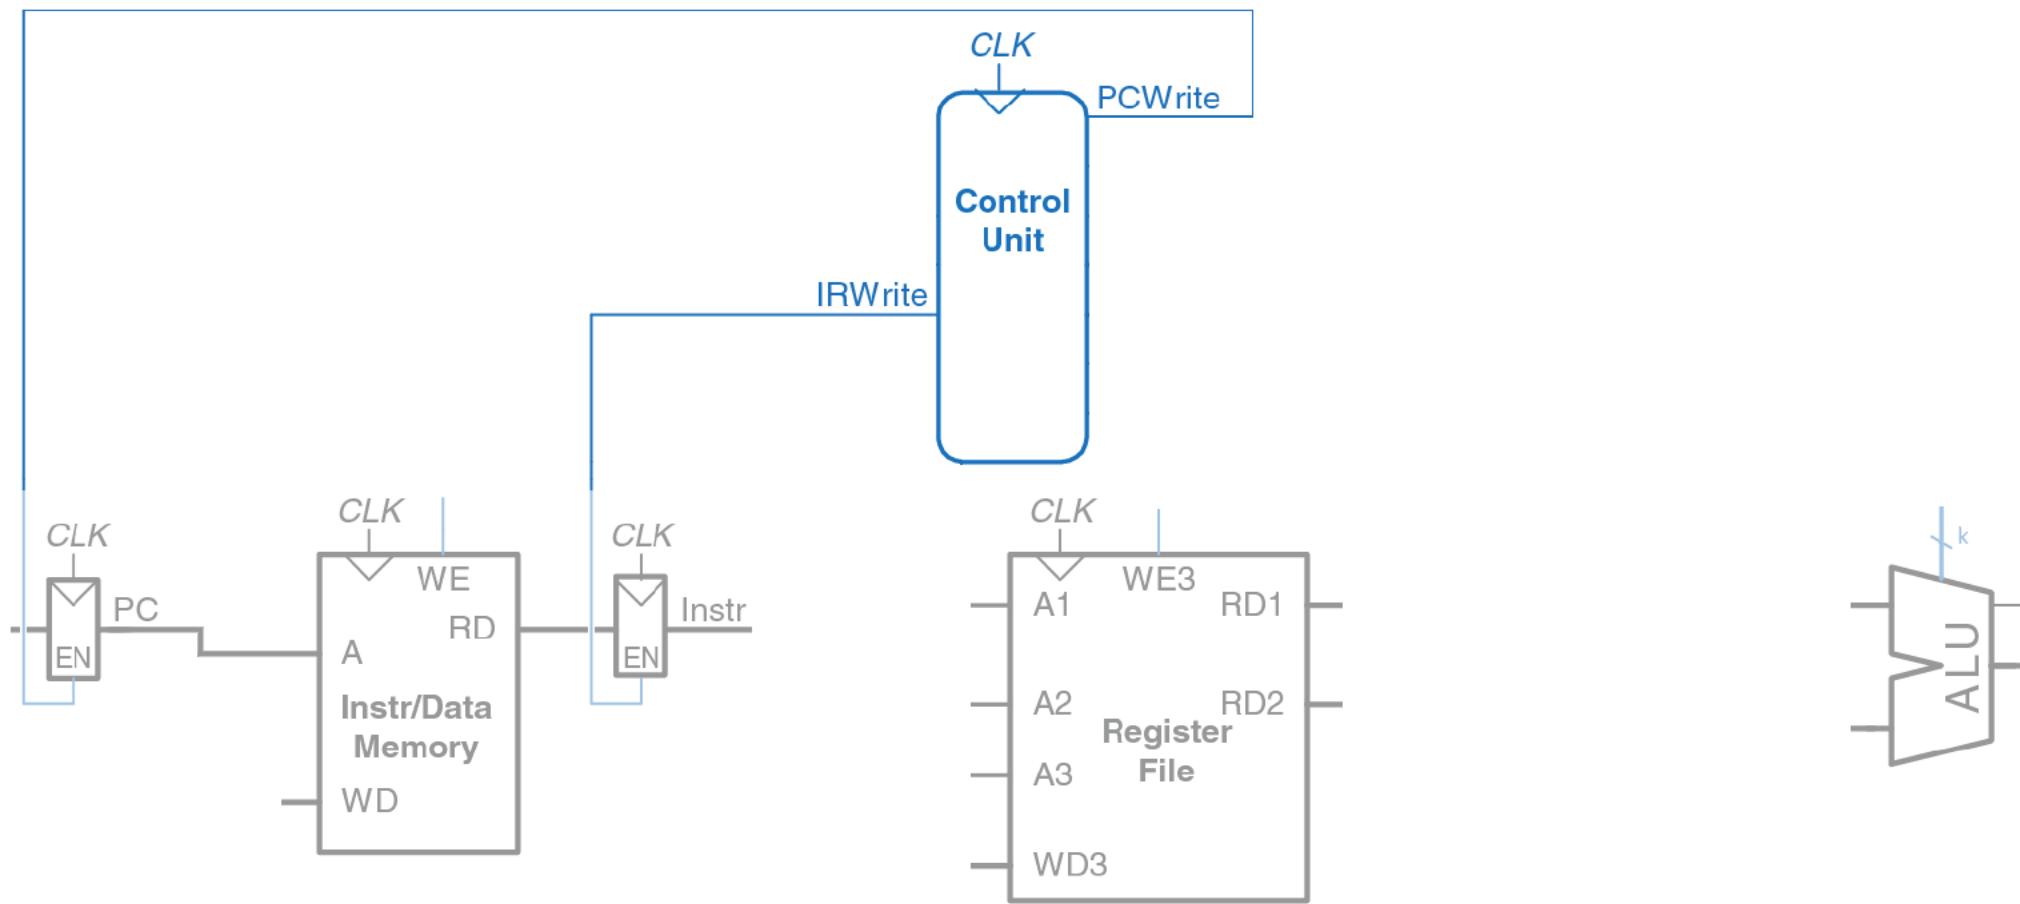 CLK
PCWrite
Control
Unit
IRWrite
CLK
PC
EN
CLK
WE
RD
A
Instr/Data
Memory
WD
CLK
Instr
EN
CLK
WE3
A1
RD1
A2
RD2
Register
File
A3
WD3
k
ALU